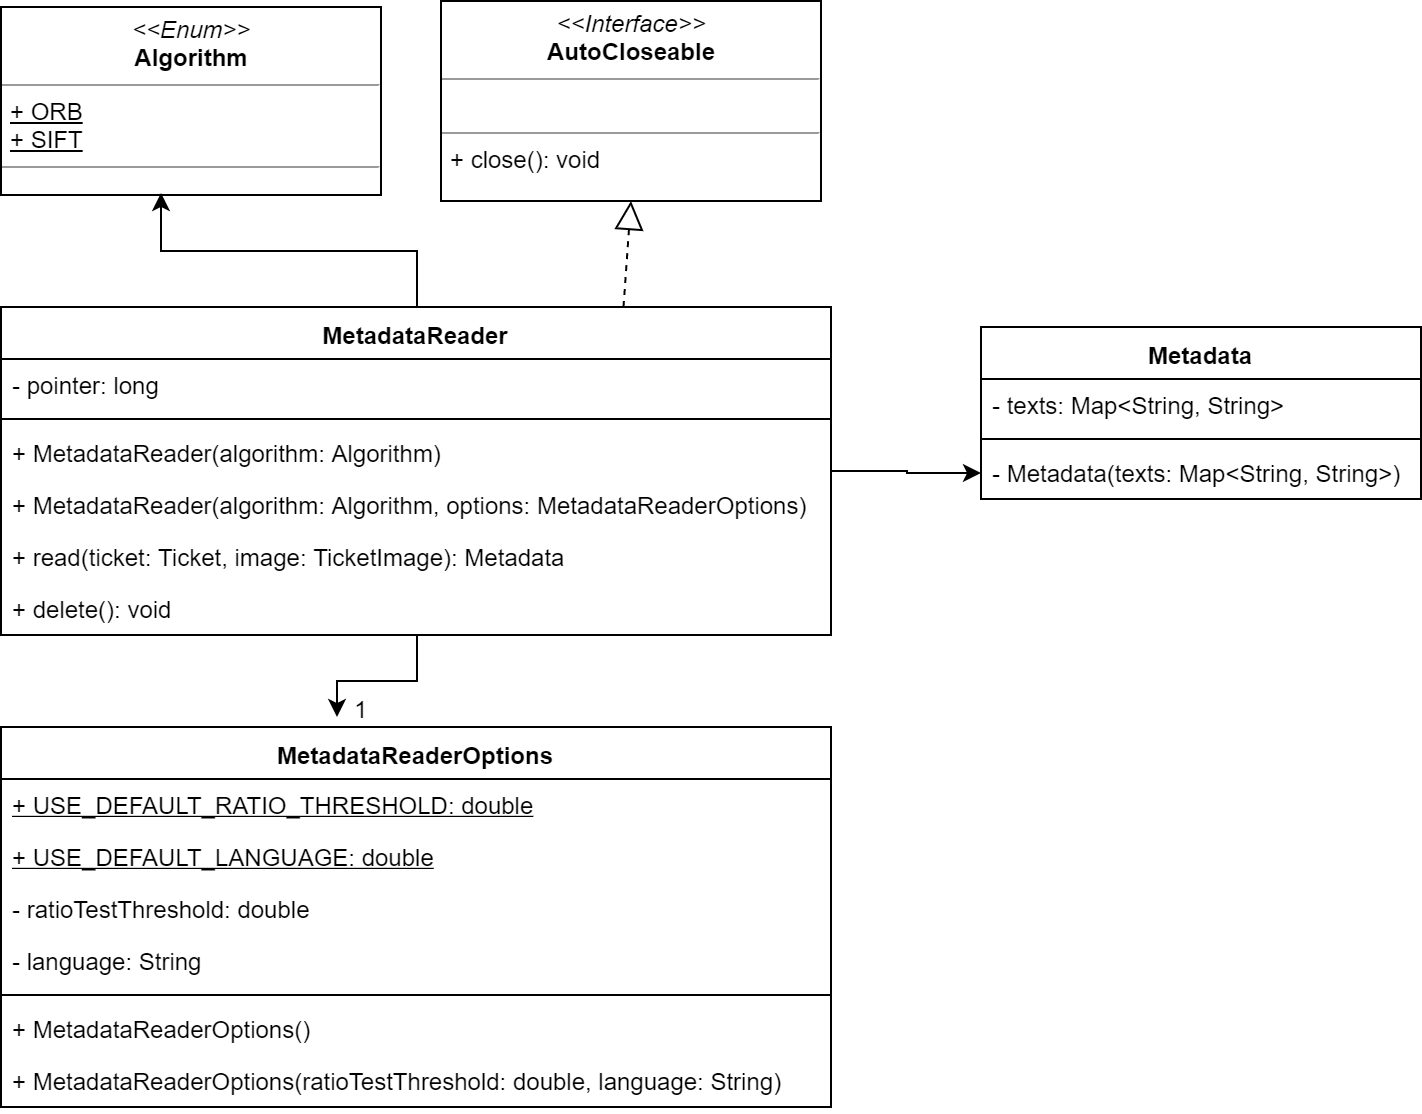 <<Enum>>
Algorithm
+ ORB
+ SIFT
<<Interface>>
AutoCloseable
+ close(): void
MetadataReader
- pointer: long
+ MetadataReader(algorithm: Algorithm)
+ MetadataReader(algorithm: Algorithm, options: MetadataReaderOptions)
+ read(ticket: Ticket, image: TicketImage): Metadata
+ delete(): void
Metadata
- texts: Map<String, String>
- Metadata(texts: Map<String, String>)
1
MetadataReaderOptions
+ USE_DEFAULT_RATIO_THRESHOLD: double
+ USE_DEFAULT_LANGUAGE: double
- ratioTestThreshold: double
- language: String
+ MetadataReaderOptions()
+ MetadataReaderOptions(ratioTestThreshold: double, language: String)